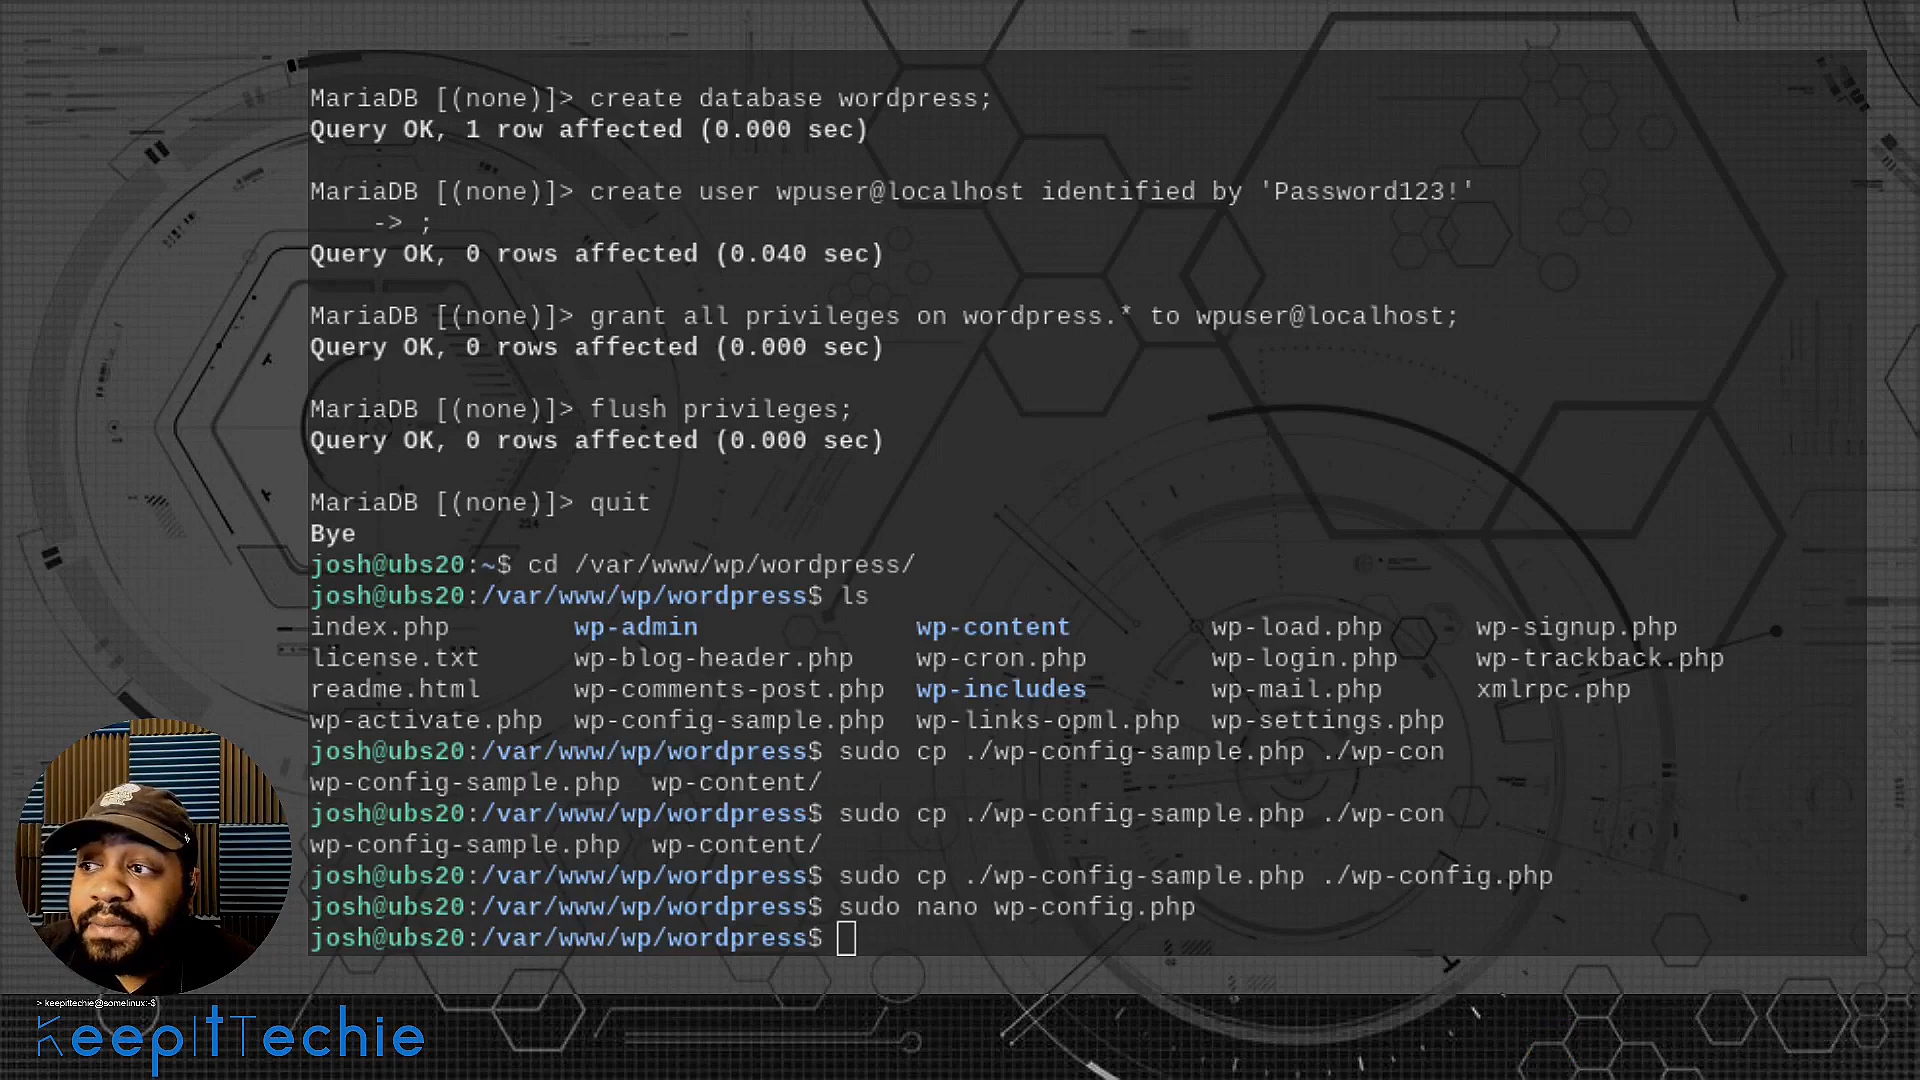 MariaDB [(none)]> create database wordpress;
Query OK, 1 row affected (0.000 sec)
MariaDB [(none)]> create user wpuser@localhost identified by 'Password123!'
    -> ;
Query OK, 0 rows affected (0.040 sec)
MariaDB [(none)]> grant all privileges on wordpress.* to wpuser@localhost;
Query OK, 0 rows affected (0.000 sec)
MariaDB [(none)]> flush privileges;
Query OK, 0 rows affected (0.000 sec)
MariaDB [(none)]> quit
Bye
josh@ubs20:~$ cd /var/www/wp/wordpress/
josh@ubs20:/var/www/wp/wordpress$ ls
index.php        wp-admin              wp-content         wp-load.php      wp-signup.php
license.txt      wp-blog-header.php    wp-cron.php        wp-login.php     wp-trackback.php
readme.html      wp-comments-post.php  wp-includes        wp-mail.php      xmlrpc.php
wp-activate.php  wp-config-sample.php  wp-links-opml.php  wp-settings.php
josh@ubs20:/var/www/wp/wordpress$ sudo cp ./wp-config-sample.php ./wp-con
wp-config-sample.php  wp-content/
josh@ubs20:/var/www/wp/wordpress$ sudo cp ./wp-config-sample.php ./wp-con
wp-config-sample.php  wp-content/
josh@ubs20:/var/www/wp/wordpress$ sudo cp ./wp-config-sample.php ./wp-config.php
josh@ubs20:/var/www/wp/wordpress$ sudo nano wp-config.php
josh@ubs20:/var/www/wp/wordpress$
> keepittechie@somelinux:~$
KeepItTechie